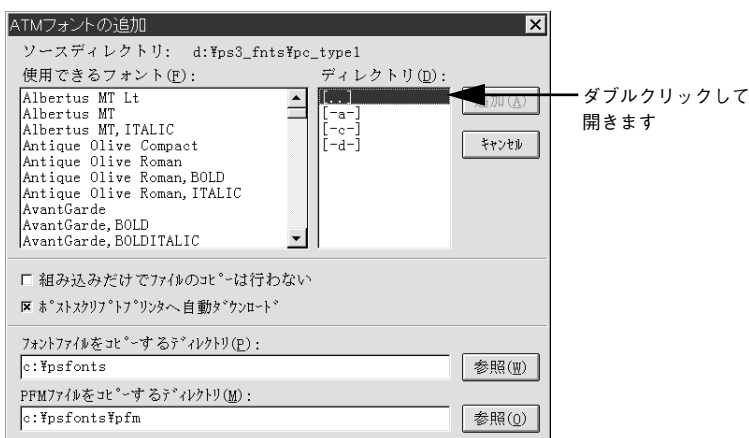 ATMフォントの追加
ソースディレクトリ: d:¥ps3_fnts¥pc_type1
使用できるフォント(F):
ディレクトリ(D):
Albertus MT Lt
Albertus MT
Albertus MT,ITALIC
Antique Olive Compact
Antique Olive Roman
Antique Olive Roman,BOLD
Antique Olive Roman,ITALIC
AvantGarde
AvantGarde,BOLD
AvantGarde,BOLDITALIC
[..]
[-a-]
[-c-]
[-d-]
追加(A)
キャンセル
ダブルクリックして
開きます
組み込みだけでファイルのコピーは行わない
ポストスクリプトプリンタへ自動ダウンロード
フォントファイルをコピーするディレクトリ(P):
c:¥psfonts
参照(W)
PFMファイルをコピーするディレクトリ(M):
c:¥psfonts¥pfm
参照(O)